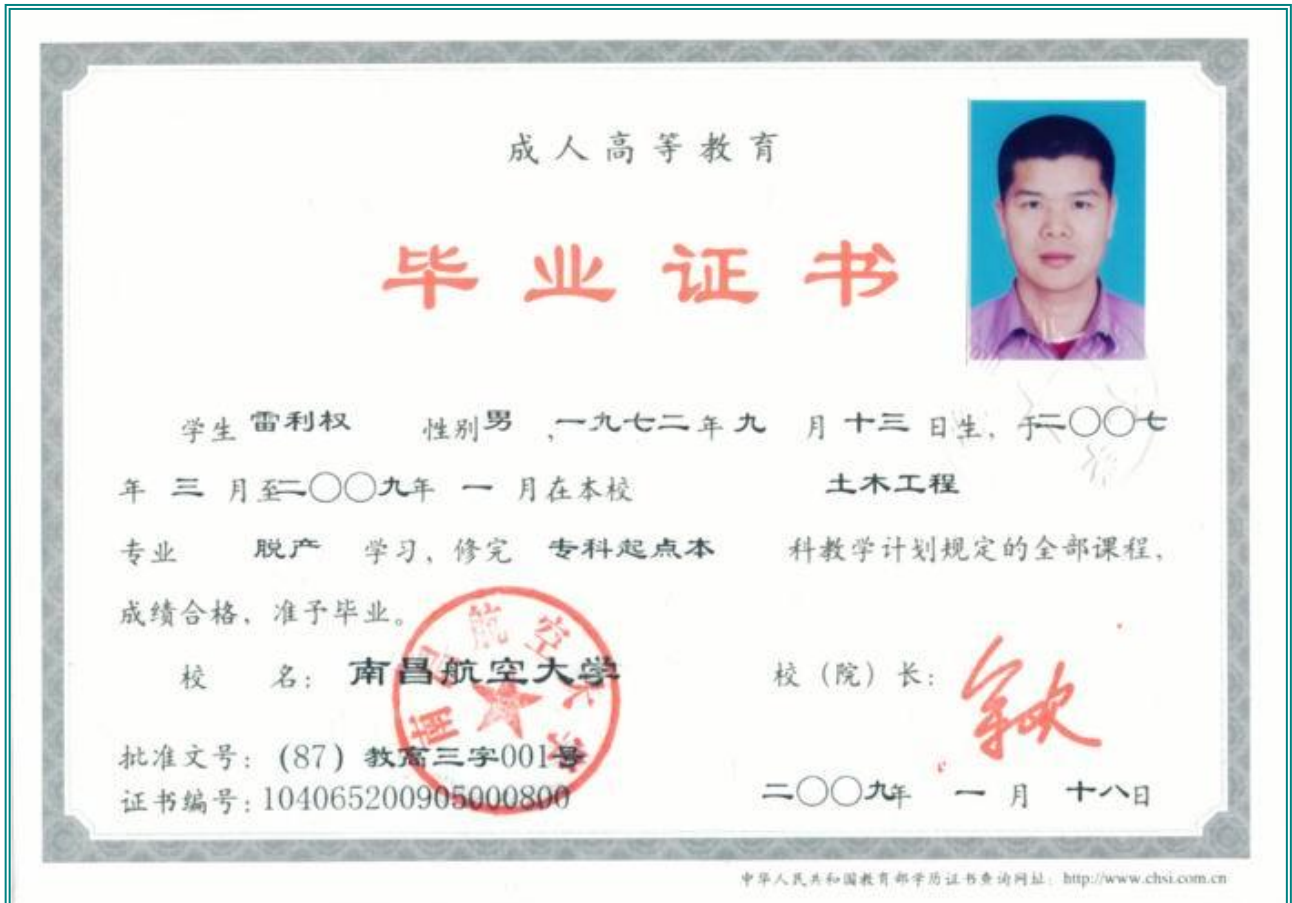 成人高等教育
毕业证书
学生 雷利权 性别 男 ,一九七二年 九 月 十三 日生, 于二〇〇七
年 三 月至二〇〇九年 一 月在本校 土木工程
专业 脱产 学习, 修完 专科起点本 科教学计划规定的全部课程,
成绩合格, 准予毕业。
校 名: 南昌航空大学 校 (院) 长:
批准文号: (87) 教高三字001号
证书编号: 104065200905000800 二〇〇九年 一 月 十八日
南昌航空大学
中华人民共和国教育部学历证书查询网址: http://www.chsi.com.cn